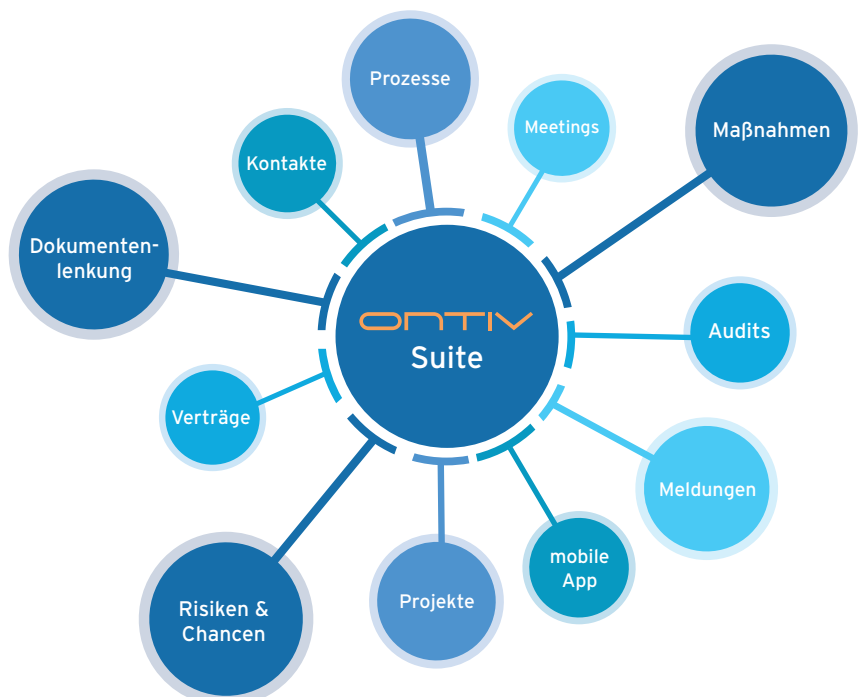 Prozesse
Meetings
Maßnahmen
Kontakte
Dokumenten-
lenkung
ONTIV
Suite
Audits
Verträge
Meldungen
mobile
App
Projekte
Risiken &
Chancen